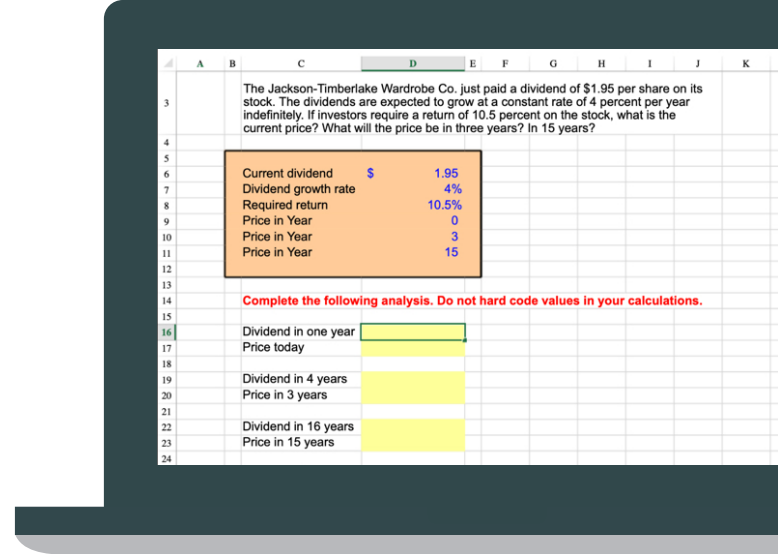 A B C D E F G H I J K
3 The Jackson-Timberlake Wardrobe Co. just paid a dividend of $1.95 per share on its
stock. The dividends are expected to grow at a constant rate of 4 percent per year
indefinitely. If investors require a return of 10.5 percent on the stock, what is the
current price? What will the price be in three years? In 15 years?
4
5
6 Current dividend $ 1.95
7 Dividend growth rate 4%
8 Required return 10.5%
9 Price in Year 0
10 Price in Year 3
11 Price in Year 15
12
13
14 Complete the following analysis. Do not hard code values in your calculations.
15
16 Dividend in one year
17 Price today
18
19 Dividend in 4 years
20 Price in 3 years
21
22 Dividend in 16 years
23 Price in 15 years
24